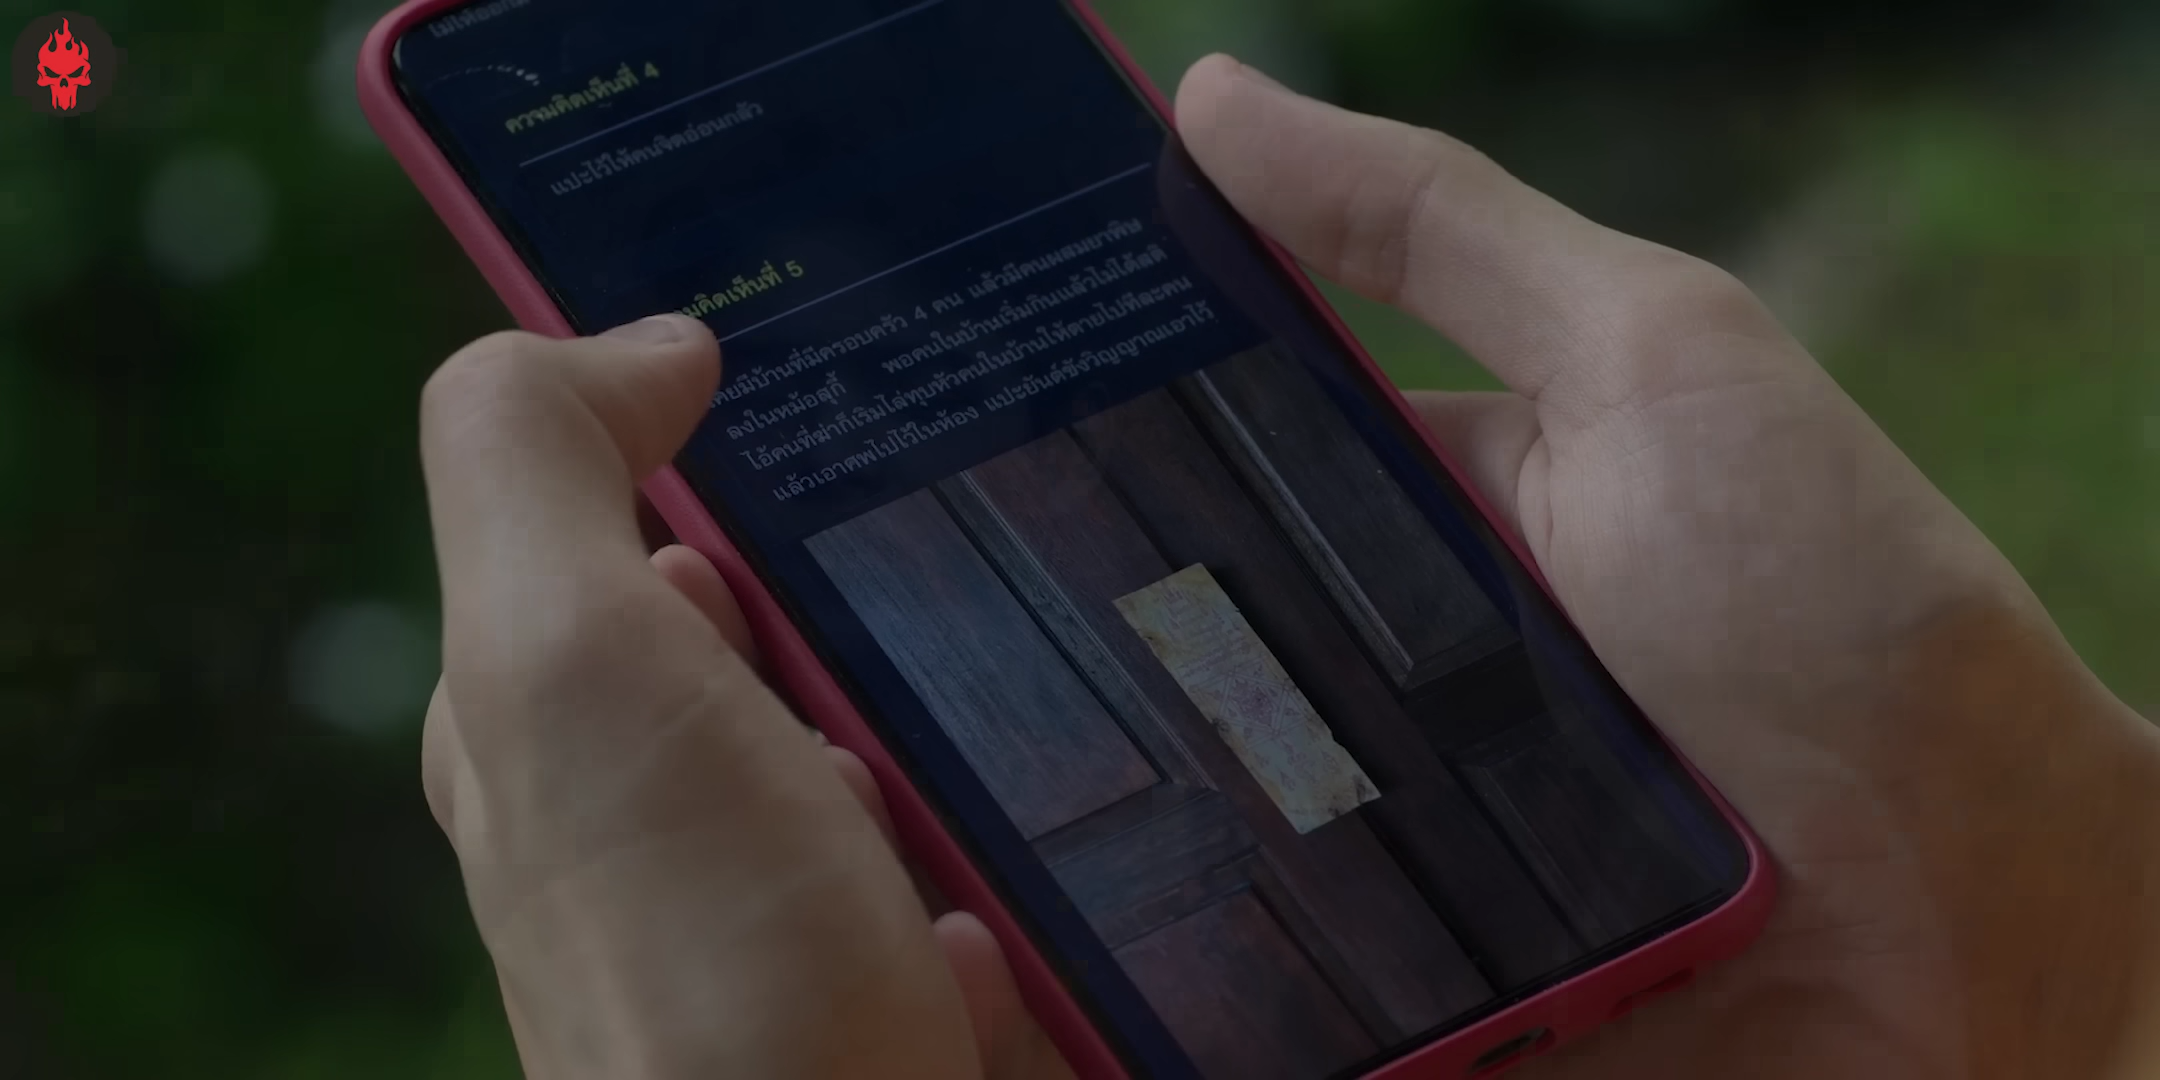 ความคิดเห็นที่ 4
แปะไว้ให้คนจิตอ่อนกลัว
มคิดเห็นที่ 5
เคยมีบ้านที่มีครอบครัว 4 คน แล้วมีคนผสมยาพิษ
ลงในหม้อสุกี้ พอคนในบ้านเริ่มกินแล้วไม่ได้สติ
ไอ้คนที่ฆ่าก็เริ่มไล่ทุบหัวคนในบ้านให้ตายไปทีละคน
แล้วเอาศพไปไว้ในห้อง แปะยันต์ขังวิญญาณเอาไว้